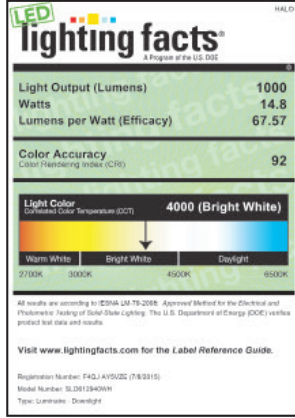 HALO
LED
lighting facts®
A Program of the U.S. DOE
Light Output (Lumens) 1000
Watts 14.8
Lumens per Watt (Efficacy) 67.57
Color Accuracy 92
Color Rendering Index (CRI)
Light Color 4000 (Bright White)
Correlated Color Temperature (CCT)
Warm White Bright White Daylight
2700K 3000K 4500K 6500K
All results are according to IESNA LM-79-2008: Approved Method for the Electrical and
Photometric Testing of Solid-State Lighting. The U.S. Department of Energy (DOE) verifies
product test data and results.
Visit www.lightingfacts.com for the Label Reference Guide.
Registration Number: (7/8/2015)
Model Number: SLD612940WH
Type: Luminaire - Downlight